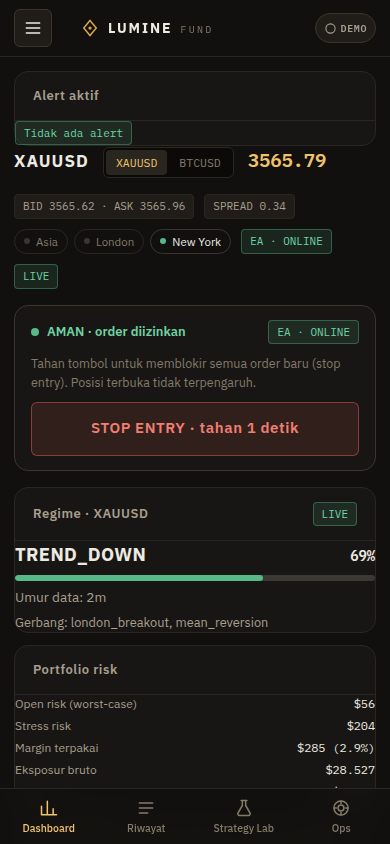 LUMINE FUND DEMO
Alert aktif
Tidak ada alert
XAUUSD XAUUSD BTCUSD 3565.79
BID 3565.62 · ASK 3565.96 SPREAD 0.34
Asia London New York EA · ONLINE
LIVE
AMAN · order diizinkan EA · ONLINE
Tahan tombol untuk memblokir semua order baru (stop
entry). Posisi terbuka tidak terpengaruh.
STOP ENTRY · tahan 1 detik
Regime · XAUUSD LIVE
TREND_DOWN 69%
Umur data: 2m
Gerbang: london_breakout, mean_reversion
Portfolio risk
Open risk (worst-case) $56
Stress risk $204
Margin terpakai $285 (2.9%)
Eksposur bruto $28.527
Dashboard Riwayat Strategy Lab Ops